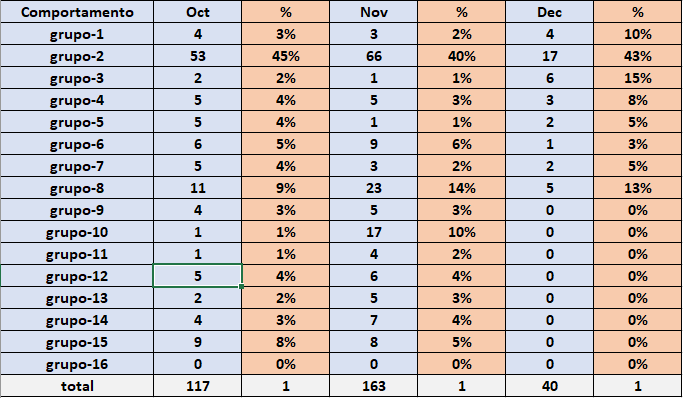 Comportamento Oct % Nov % Dec %
grupo-1 4 3% 3 2% 4 10%
grupo-2 53 45% 66 40% 17 43%
grupo-3 2 2% 1 1% 6 15%
grupo-4 5 4% 5 3% 3 8%
grupo-5 5 4% 1 1% 2 5%
grupo-6 6 5% 9 6% 1 3%
grupo-7 5 4% 3 2% 2 5%
grupo-8 11 9% 23 14% 5 13%
grupo-9 4 3% 5 3% 0 0%
grupo-10 1 1% 17 10% 0 0%
grupo-11 1 1% 4 2% 0 0%
grupo-12 5 4% 6 4% 0 0%
grupo-13 2 2% 5 3% 0 0%
grupo-14 4 3% 7 4% 0 0%
grupo-15 9 8% 8 5% 0 0%
grupo-16 0 0% 0 0% 0 0%
total 117 1 163 1 40 1